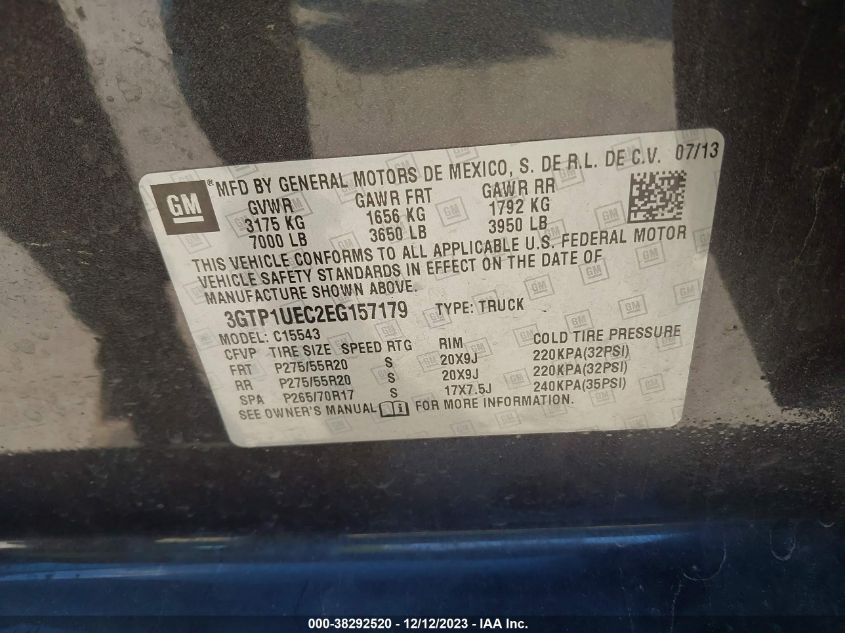 GM
MFD BY GENERAL MOTORS DE MEXICO, S. DE R.L. DE C.V. 07/13
GVWR GAWR FRT GAWR RR
3175 KG 1656 KG 1792 KG
7000 LB 3650 LB 3950 LB
THIS VEHICLE CONFORMS TO ALL APPLICABLE U.S. FEDERAL MOTOR
VEHICLE SAFETY STANDARDS IN EFFECT ON THE DATE OF
MANUFACTURE SHOWN ABOVE.
3GTP1UEC2EG157179 TYPE: TRUCK
MODEL: C15543
CFVP TIRE SIZE SPEED RTG RIM COLD TIRE PRESSURE
FRT P275/55R20 S 20X9J 220KPA(32PSI)
RR P275/55R20 S 20X9J 220KPA(32PSI)
SPA P265/70R17 S 17X7.5J 240KPA(35PSI)
SEE OWNER'S MANUAL FOR MORE INFORMATION.
000-38292520 - 12/12/2023 - IAA Inc.